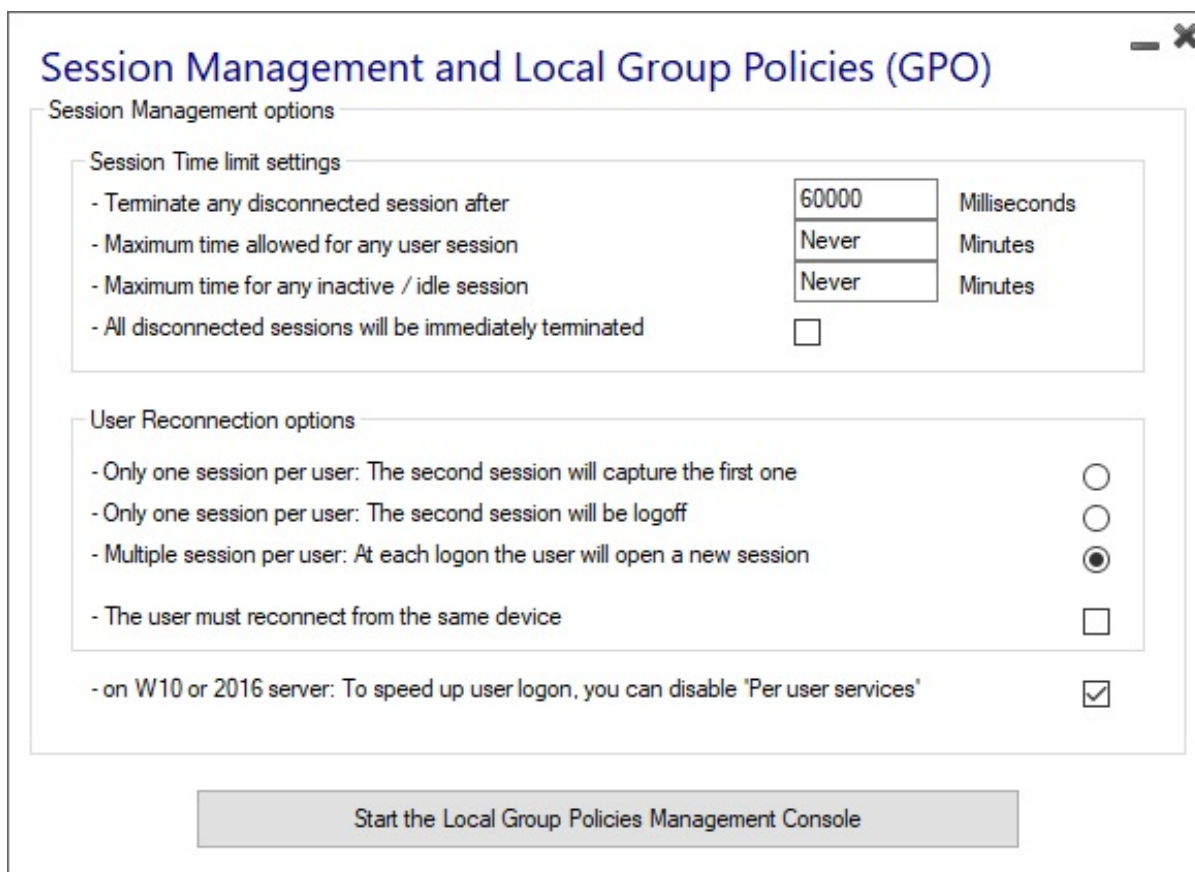 Session Management and Local Group Policies (GPO)
Session Management options
Session Time limit settings
- Terminate any disconnected session after 60000 Milliseconds
- Maximum time allowed for any user session Never Minutes
- Maximum time for any inactive / idle session Never Minutes
- All disconnected sessions will be immediately terminated
User Reconnection options
- Only one session per user: The second session will capture the first one
- Only one session per user: The second session will be logoff
- Multiple session per user: At each logon the user will open a new session
- The user must reconnect from the same device
- on W10 or 2016 server: To speed up user logon, you can disable "Per user services"
Start the Local Group Policies Management Console